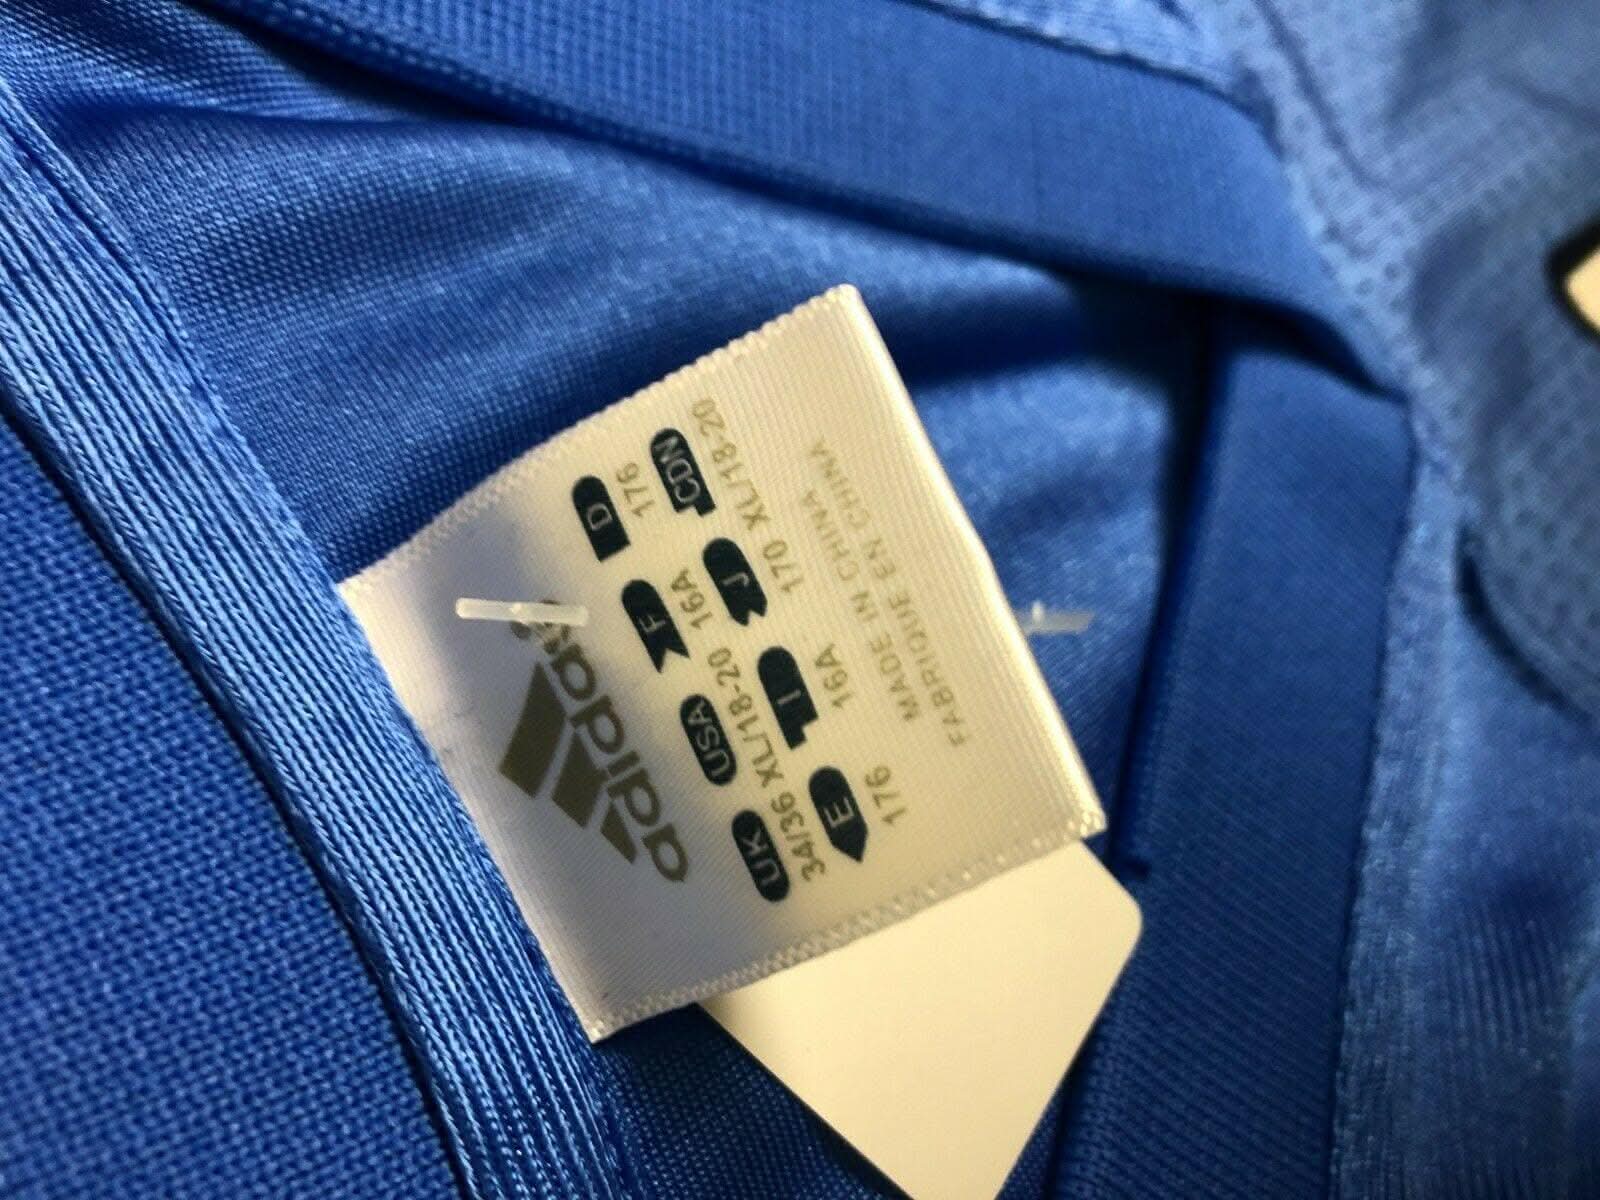 adidas
UK USA F D
34/36 XL/18-20 16A 176
E I J CDN
176 16A 170 XL/18-20
MADE IN CHINA
FABRIQUE EN CHINA